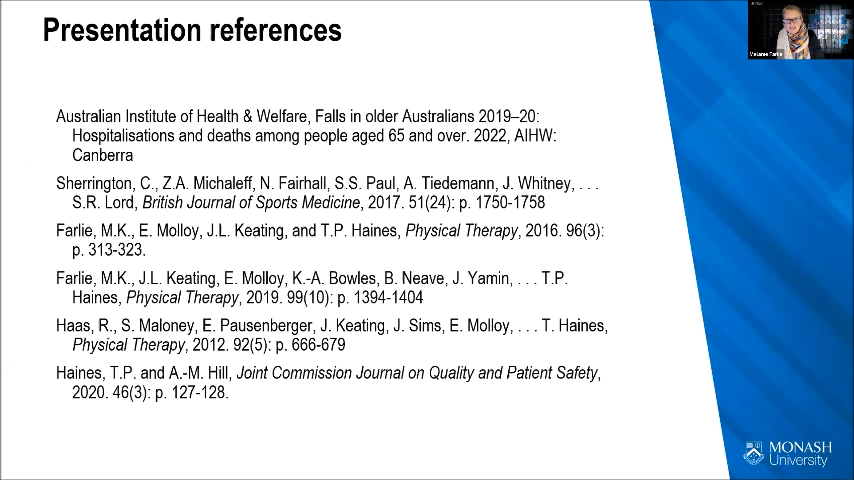 Presentation references
Australian Institute of Health & Welfare, Falls in older Australians 2019–20:
Hospitalisations and deaths among people aged 65 and over. 2022, AIHW:
Canberra
Sherrington, C., Z.A. Michaleff, N. Fairhall, S.S. Paul, A. Tiedemann, J. Whitney, . . .
S.R. Lord, British Journal of Sports Medicine, 2017. 51(24): p. 1750-1758
Farlie, M.K., E. Molloy, J.L. Keating, and T.P. Haines, Physical Therapy, 2016. 96(3):
p. 313-323.
Farlie, M.K., J.L. Keating, E. Molloy, K.-A. Bowles, B. Neave, J. Yamin, . . . T.P.
Haines, Physical Therapy, 2019. 99(10): p. 1394-1404
Haas, R., S. Maloney, E. Pausenberger, J. Keating, J. Sims, E. Molloy, . . . T. Haines,
Physical Therapy, 2012. 92(5): p. 666-679
Haines, T.P. and A.-M. Hill, Joint Commission Journal on Quality and Patient Safety,
2020. 46(3): p. 127-128.
Melanie Farlie
MONASH
University